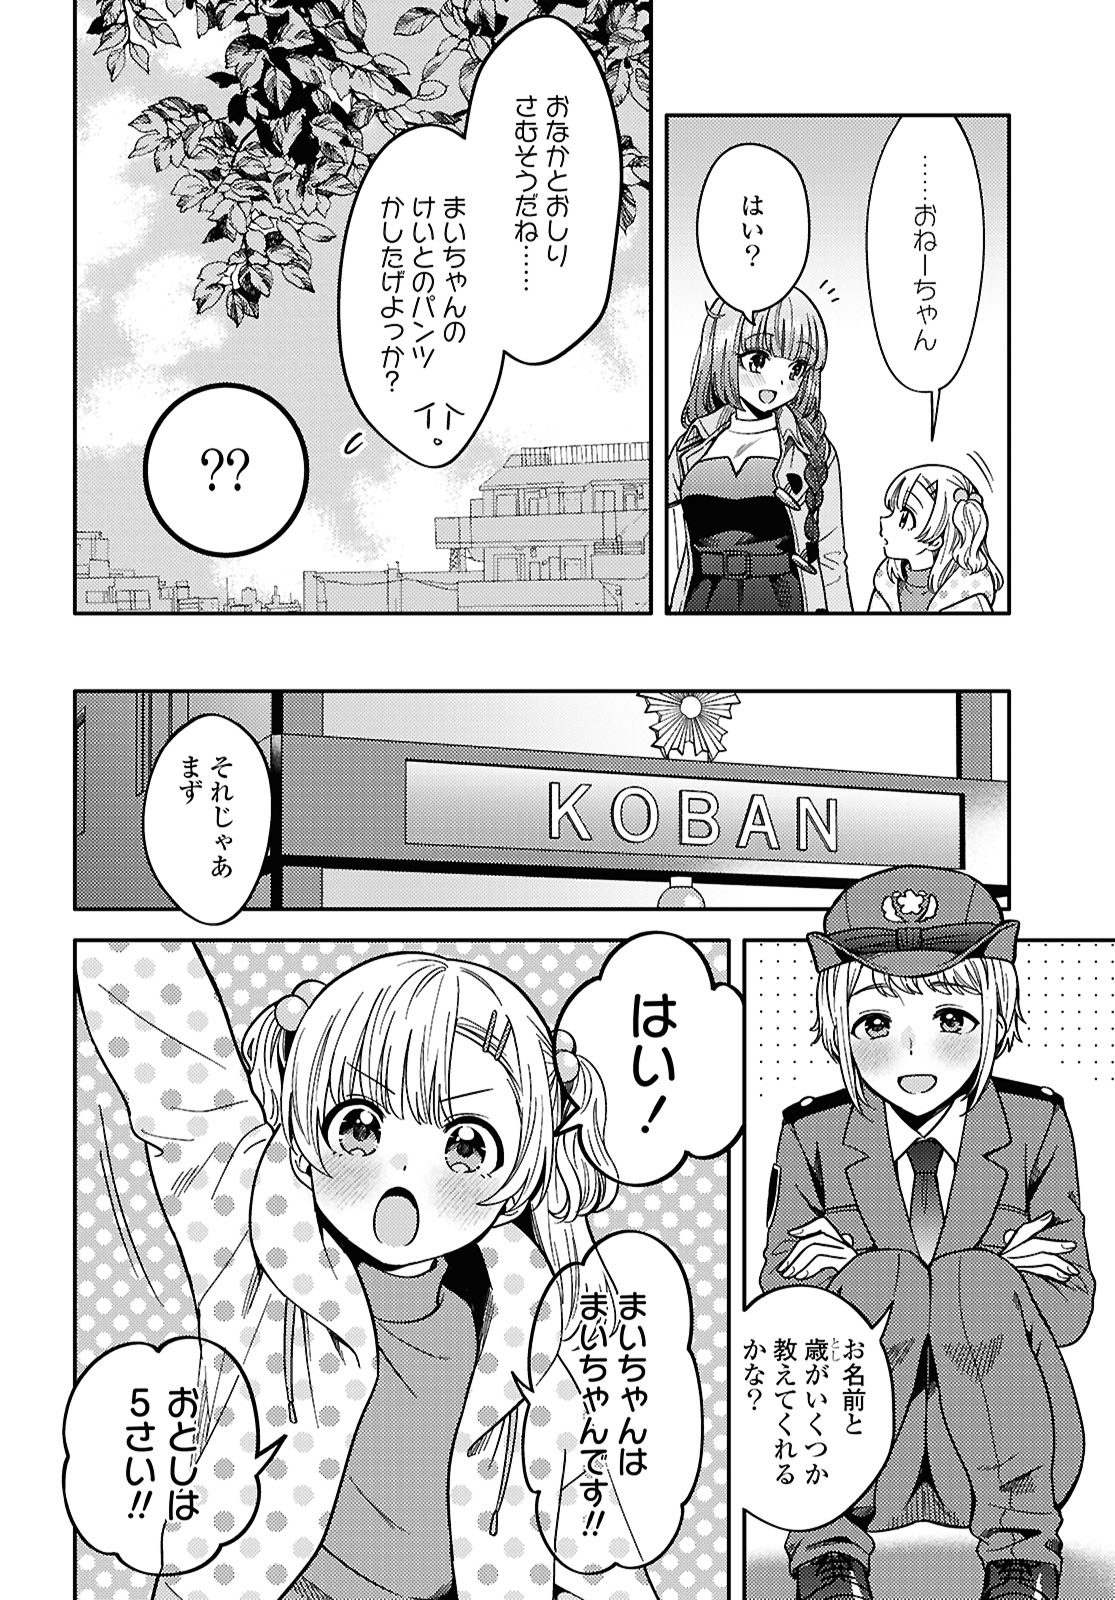 ……おねーちゃん
はい？
おなかとおしり
さむそうだね……
まいちゃんの
けいとのパンツ
かしたげよっか？
??
KOBAN
それじゃあ
まず
お名前と
歳がいくつか
とし
教えてくれる
かな？
はい！
まいちゃんは
まいちゃんです!!
おとしは
5さい!!